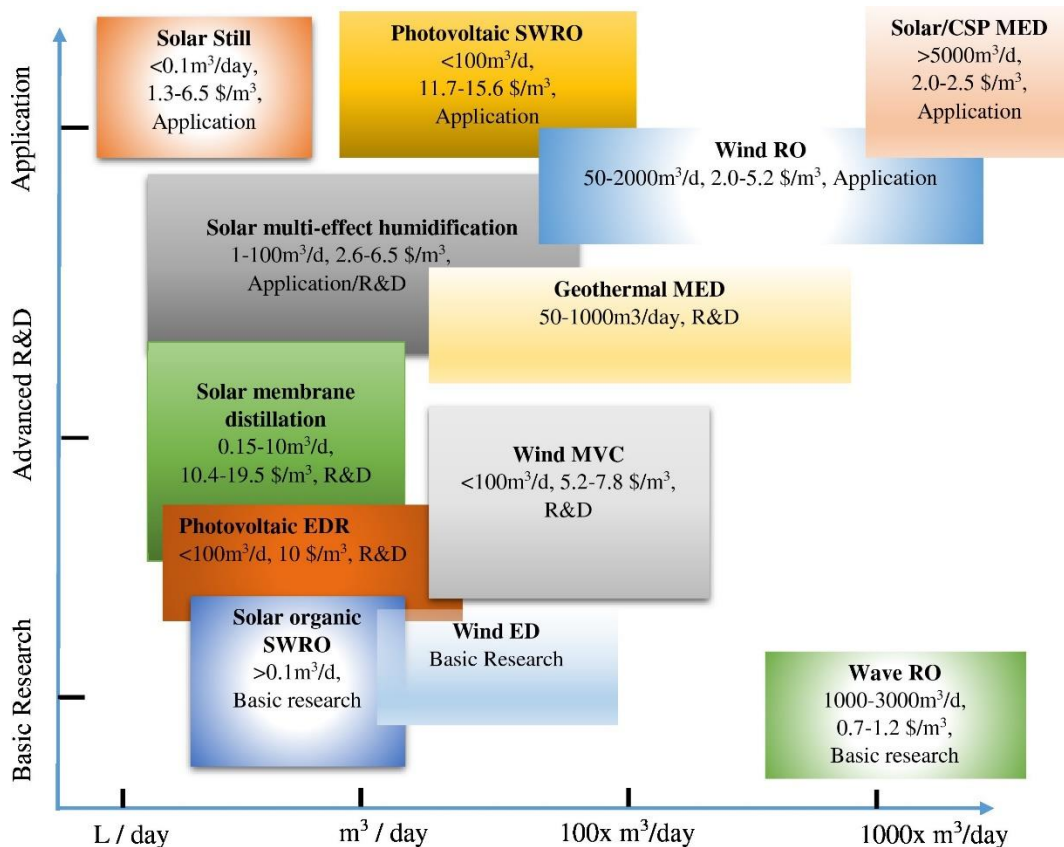 Solar Still
<0.1m³/day,
1.3-6.5 $/m³,
Application
Photovoltaic SWRO
<100m³/d,
11.7-15.6 $/m³,
Application
Solar/CSP MED
>5000m³/d,
2.0-2.5 $/m³,
Application
Wind RO
50-2000m³/d, 2.0-5.2 $/m³, Application
Solar multi-effect humidification
1-100m³/d, 2.6-6.5 $/m³,
Application/R&D
Geothermal MED
50-1000m3/day, R&D
Solar membrane
distillation
0.15-10m³/d,
10.4-19.5 $/m³, R&D
Wind MVC
<100m³/d, 5.2-7.8 $/m³,
R&D
Photovoltaic EDR
<100m³/d, 10 $/m³, R&D
Solar organic
SWRO
>0.1m³/d,
Basic research
Wind ED
Basic Research
Wave RO
1000-3000m³/d,
0.7-1.2 $/m³,
Basic research
Application
Advanced R&D
Basic Research
L / day
m³ / day
100x m³/day
1000x m³/day